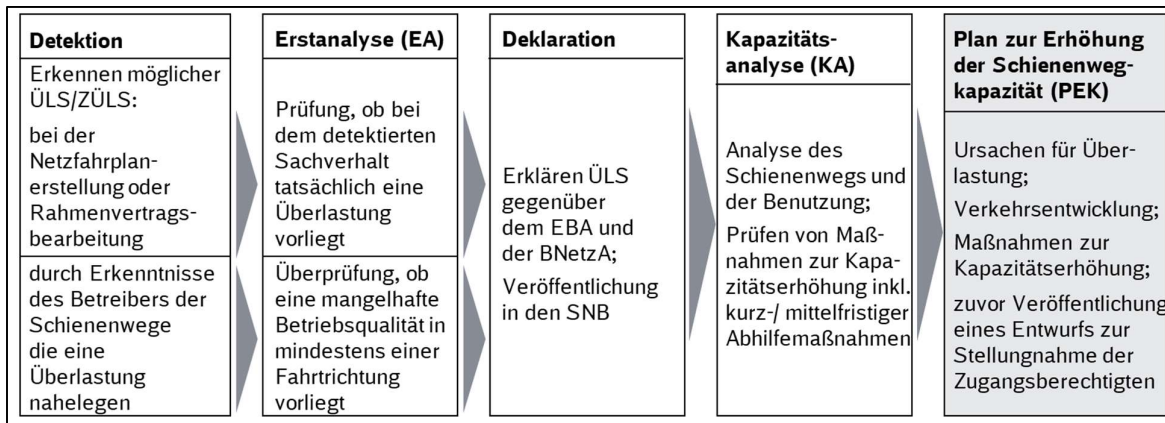 Detektion
Erkennen möglicher
ÜLS/ZÜLS:
bei der
Netzfahrplan-
erstellung oder
Rahmenvertrags-
bearbeitung
durch Erkenntnisse
des Betreibers der
Schienenwege
die eine
Überlastung
nahelegen
Erstanalyse (EA)
Prüfung, ob bei
dem detektierten
Sachverhalt
tatsächlich eine
Überlastung
vorliegt
Überprüfung, ob
eine mangelhafte
Betriebsqualität in
mindestens einer
Fahrtrichtung
vorliegt
Deklaration
Erklären ÜLS
gegenüber
dem EBA und
der BNetzA;
Veröffentlichung
in den SNB
Kapazitäts-
analyse (KA)
Analyse des
Schienenwegs und
der Benutzung;
Prüfen von Maß-
nahmen zur Kapa-
zitätserhöhung inkl.
kurz-/ mittelfristiger
Abhilfemaßnahmen
Plan zur Erhöhung
der Schienenweg-
kapazität (PEK)
Ursachen für Über-
lastung;
Verkehrsentwicklung;
Maßnahmen zur
Kapazitätserhöhung;
zuvor Veröffentlichung
eines Entwurfs zur
Stellungnahme der
Zugangsberechtigten